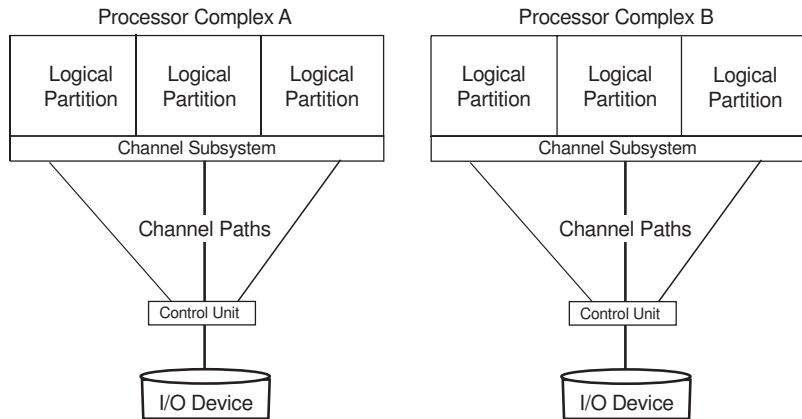 Processor Complex A
Logical
Partition
Logical
Partition
Logical
Partition
Channel Subsystem
Channel Paths
Control Unit
I/O Device
Processor Complex B
Logical
Partition
Logical
Partition
Logical
Partition
Channel Subsystem
Channel Paths
Control Unit
I/O Device